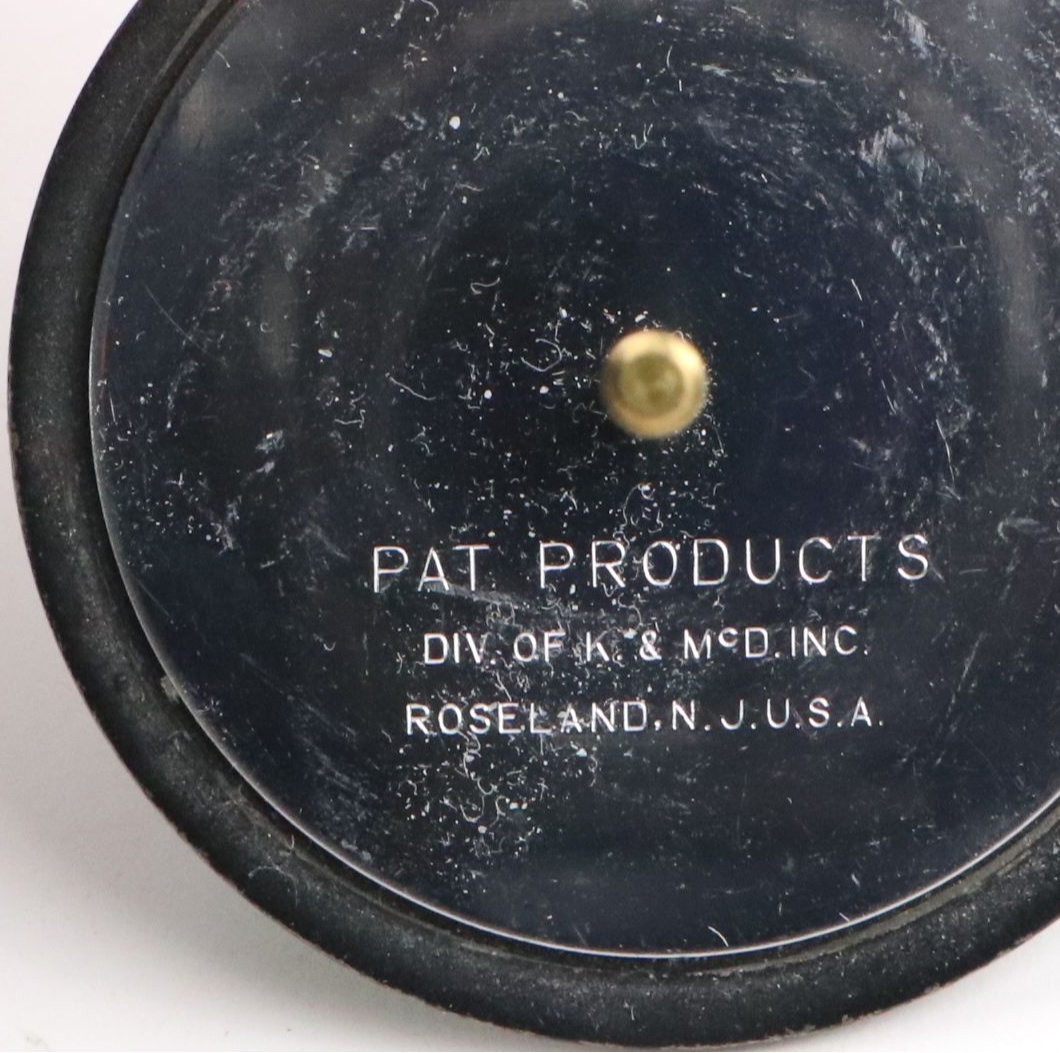 PAT PRODUCTS
DIV. OF K. & McD. INC.
ROSELAND, N.J.U.S.A.